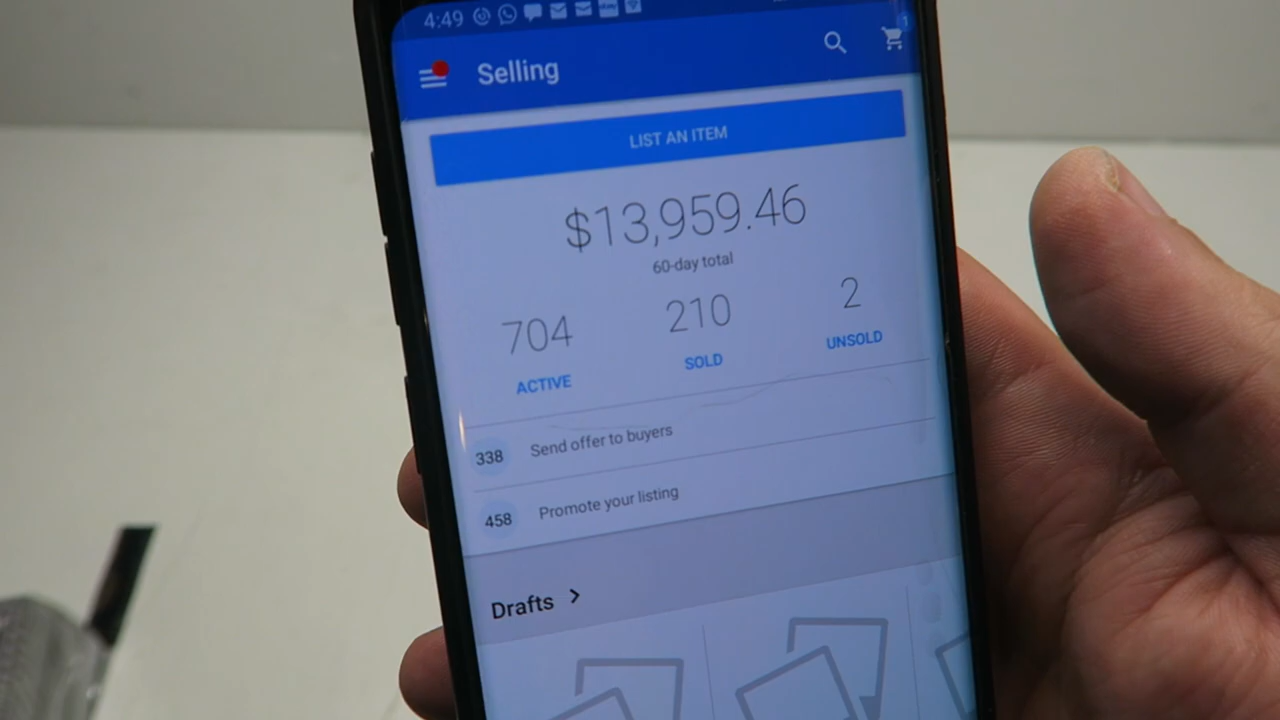 4:49
Selling
LIST AN ITEM
$13,959.46
60-day total
704 210 2
ACTIVE SOLD UNSOLD
338 Send offer to buyers
458 Promote your listing
Drafts